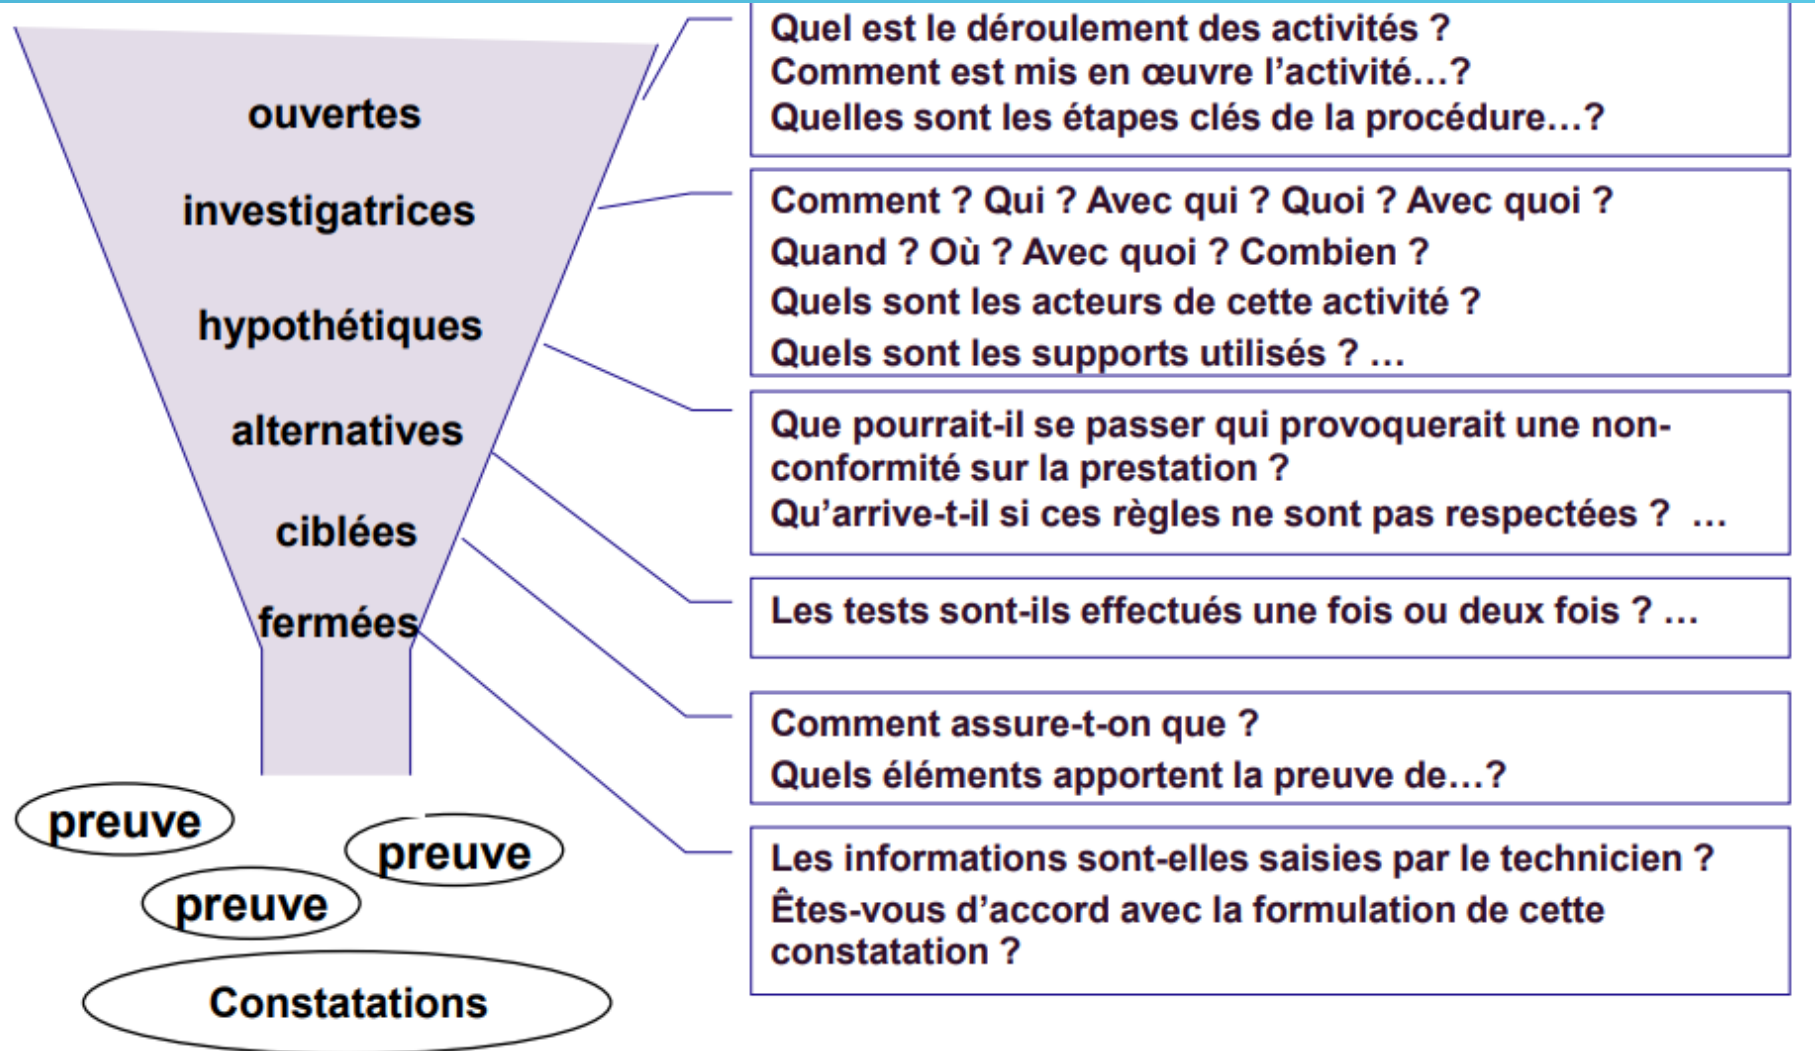 ouvertes
investigatrices
hypothétiques
alternatives
ciblées
fermées
preuve
preuve
preuve
Constatations
Quel est le déroulement des activités ?
Comment est mis en œuvre l’activité…?
Quelles sont les étapes clés de la procédure…?
Comment ? Qui ? Avec qui ? Quoi ? Avec quoi ?
Quand ? Où ? Avec quoi ? Combien ?
Quels sont les acteurs de cette activité ?
Quels sont les supports utilisés ? …
Que pourrait-il se passer qui provoquerait une non-
conformité sur la prestation ?
Qu’arrive-t-il si ces règles ne sont pas respectées ? …
Les tests sont-ils effectués une fois ou deux fois ? …
Comment assure-t-on que ?
Quels éléments apportent la preuve de…?
Les informations sont-elles saisies par le technicien ?
Êtes-vous d’accord avec la formulation de cette
constatation ?